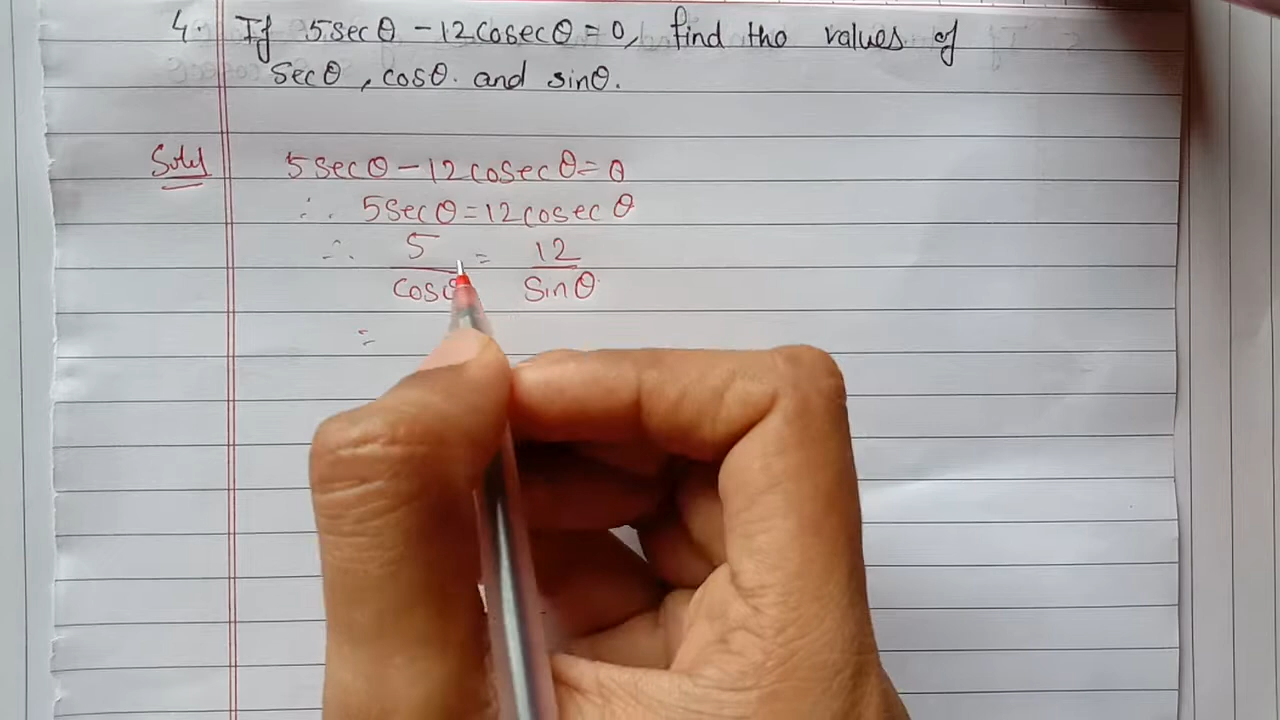 4. If 5secθ - 12cosecθ = 0, find the values of
secθ, cosθ. and sinθ.
Soln 5secθ - 12cosecθ = 0
∴ 5secθ = 12cosecθ
∴ 5/cosθ = 12/sinθ
=